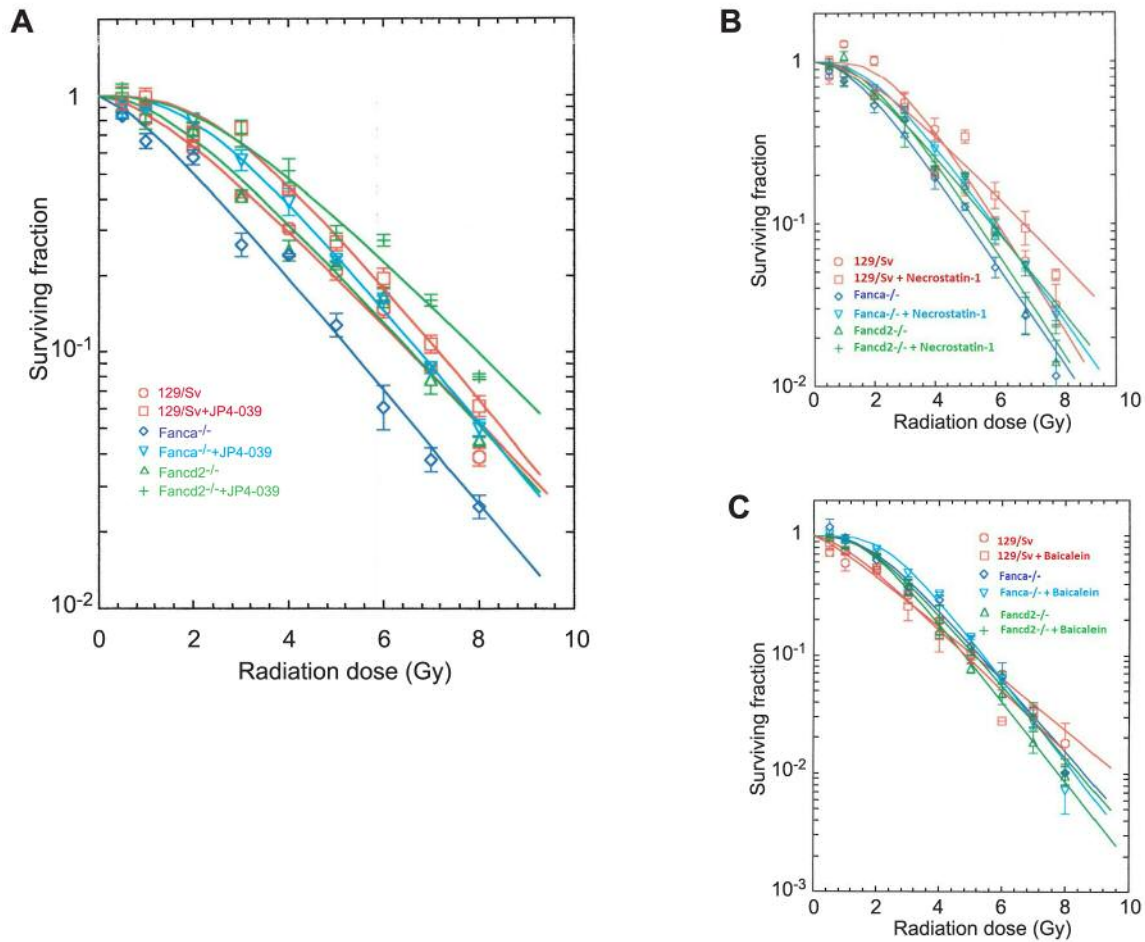 A
1
10⁻¹
10⁻²
Surviving fraction
129/Sv
129/Sv+JP4-039
Fanca⁻/⁻
Fanca⁻/⁻+JP4-039
Fancd2⁻/⁻
Fancd2⁻/⁻+JP4-039
0 2 4 6 8 10
Radiation dose (Gy)
B
1
10⁻¹
10⁻²
Surviving fraction
129/Sv
129/Sv + Necrostatin-1
Fanca-/-
Fanca-/- + Necrostatin-1
Fancd2-/-
Fancd2-/- + Necrostatin-1
0 2 4 6 8 10
Radiation dose (Gy)
C
1
10⁻¹
10⁻²
10⁻³
Surviving fraction
129/Sv
129/Sv + Baicalein
Fanca-/-
Fanca-/- + Baicalein
Fancd2-/-
Fancd2-/- + Baicalein
0 2 4 6 8 10
Radiation dose (Gy)